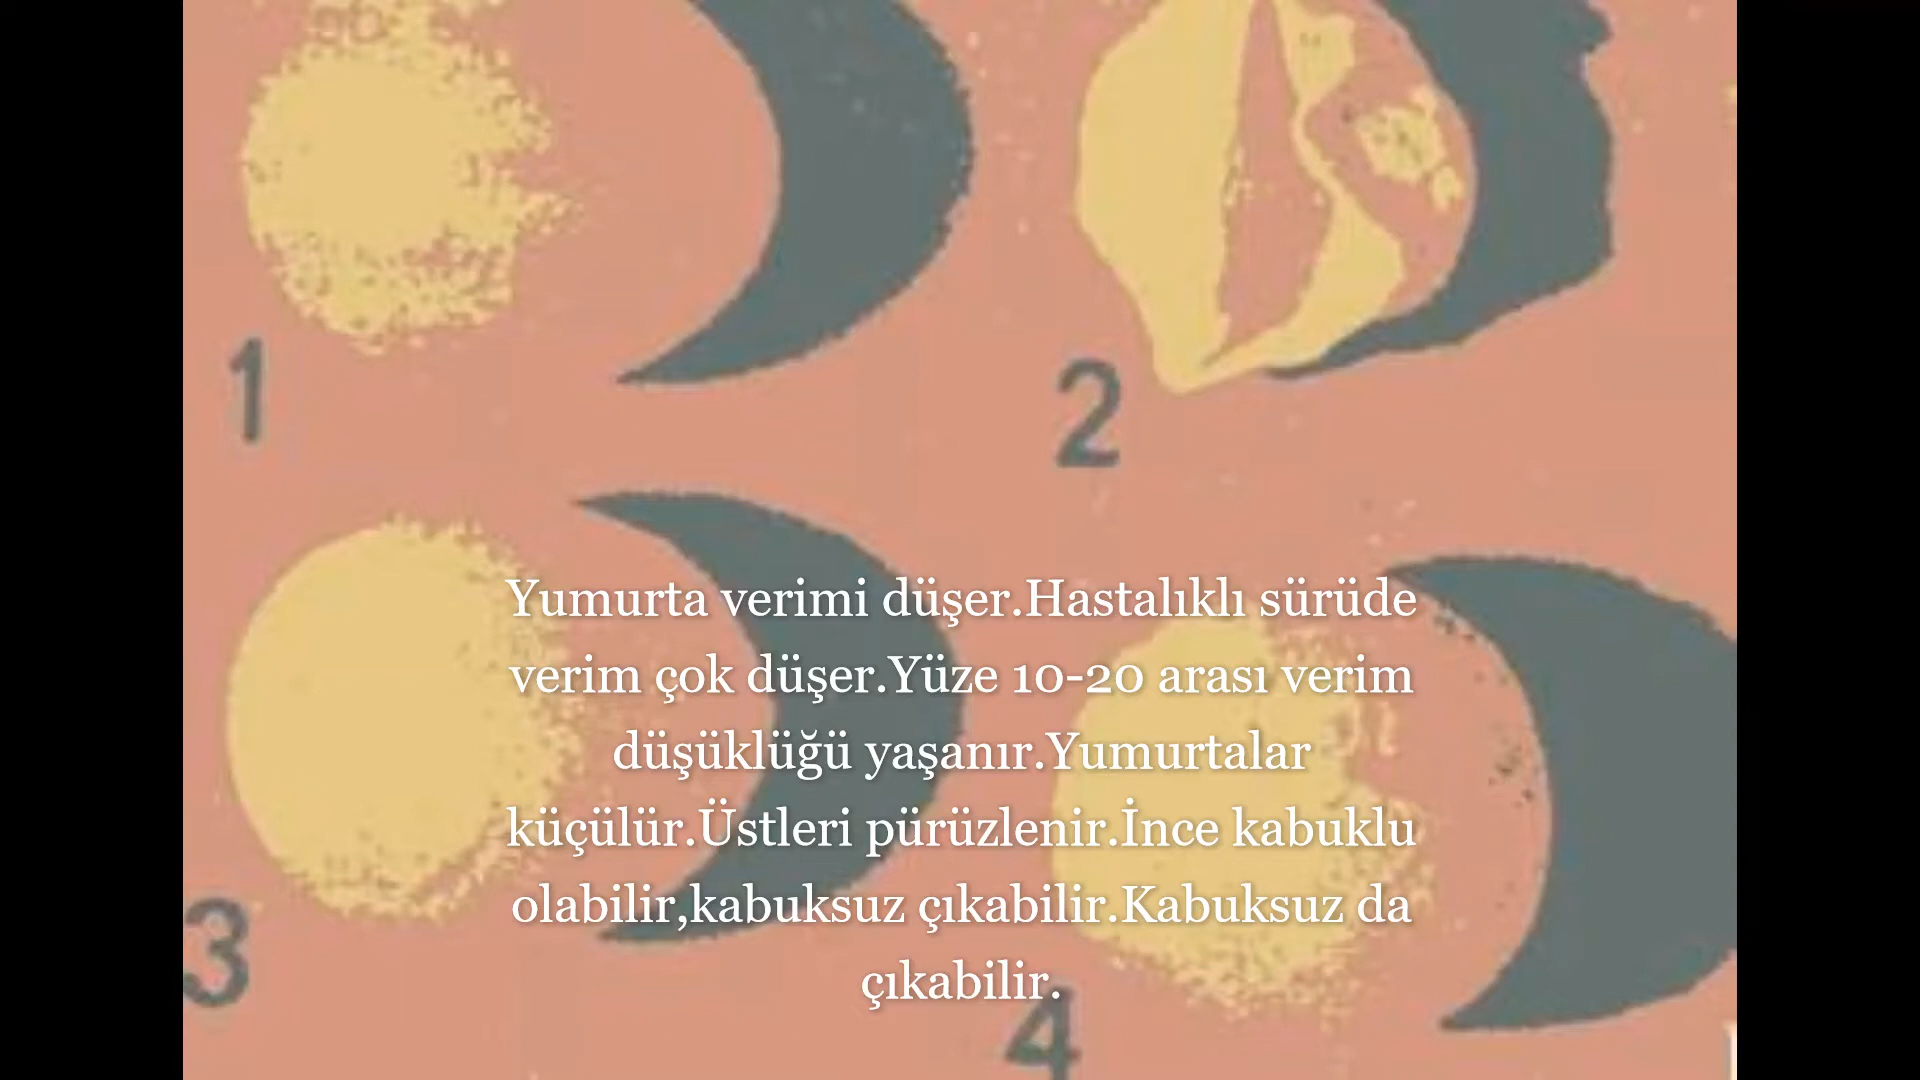 1
2
Yumurta verimi düşer.Hastalıklı sürüde
verim çok düşer.Yüze 10-20 arası verim
düşüklüğü yaşanır.Yumurtalar
küçülür.Üstleri pürüzlenir.İnce kabuklu
olabilir,kabuksuz çıkabilir.Kabuksuz da
çıkabilir.
3
4